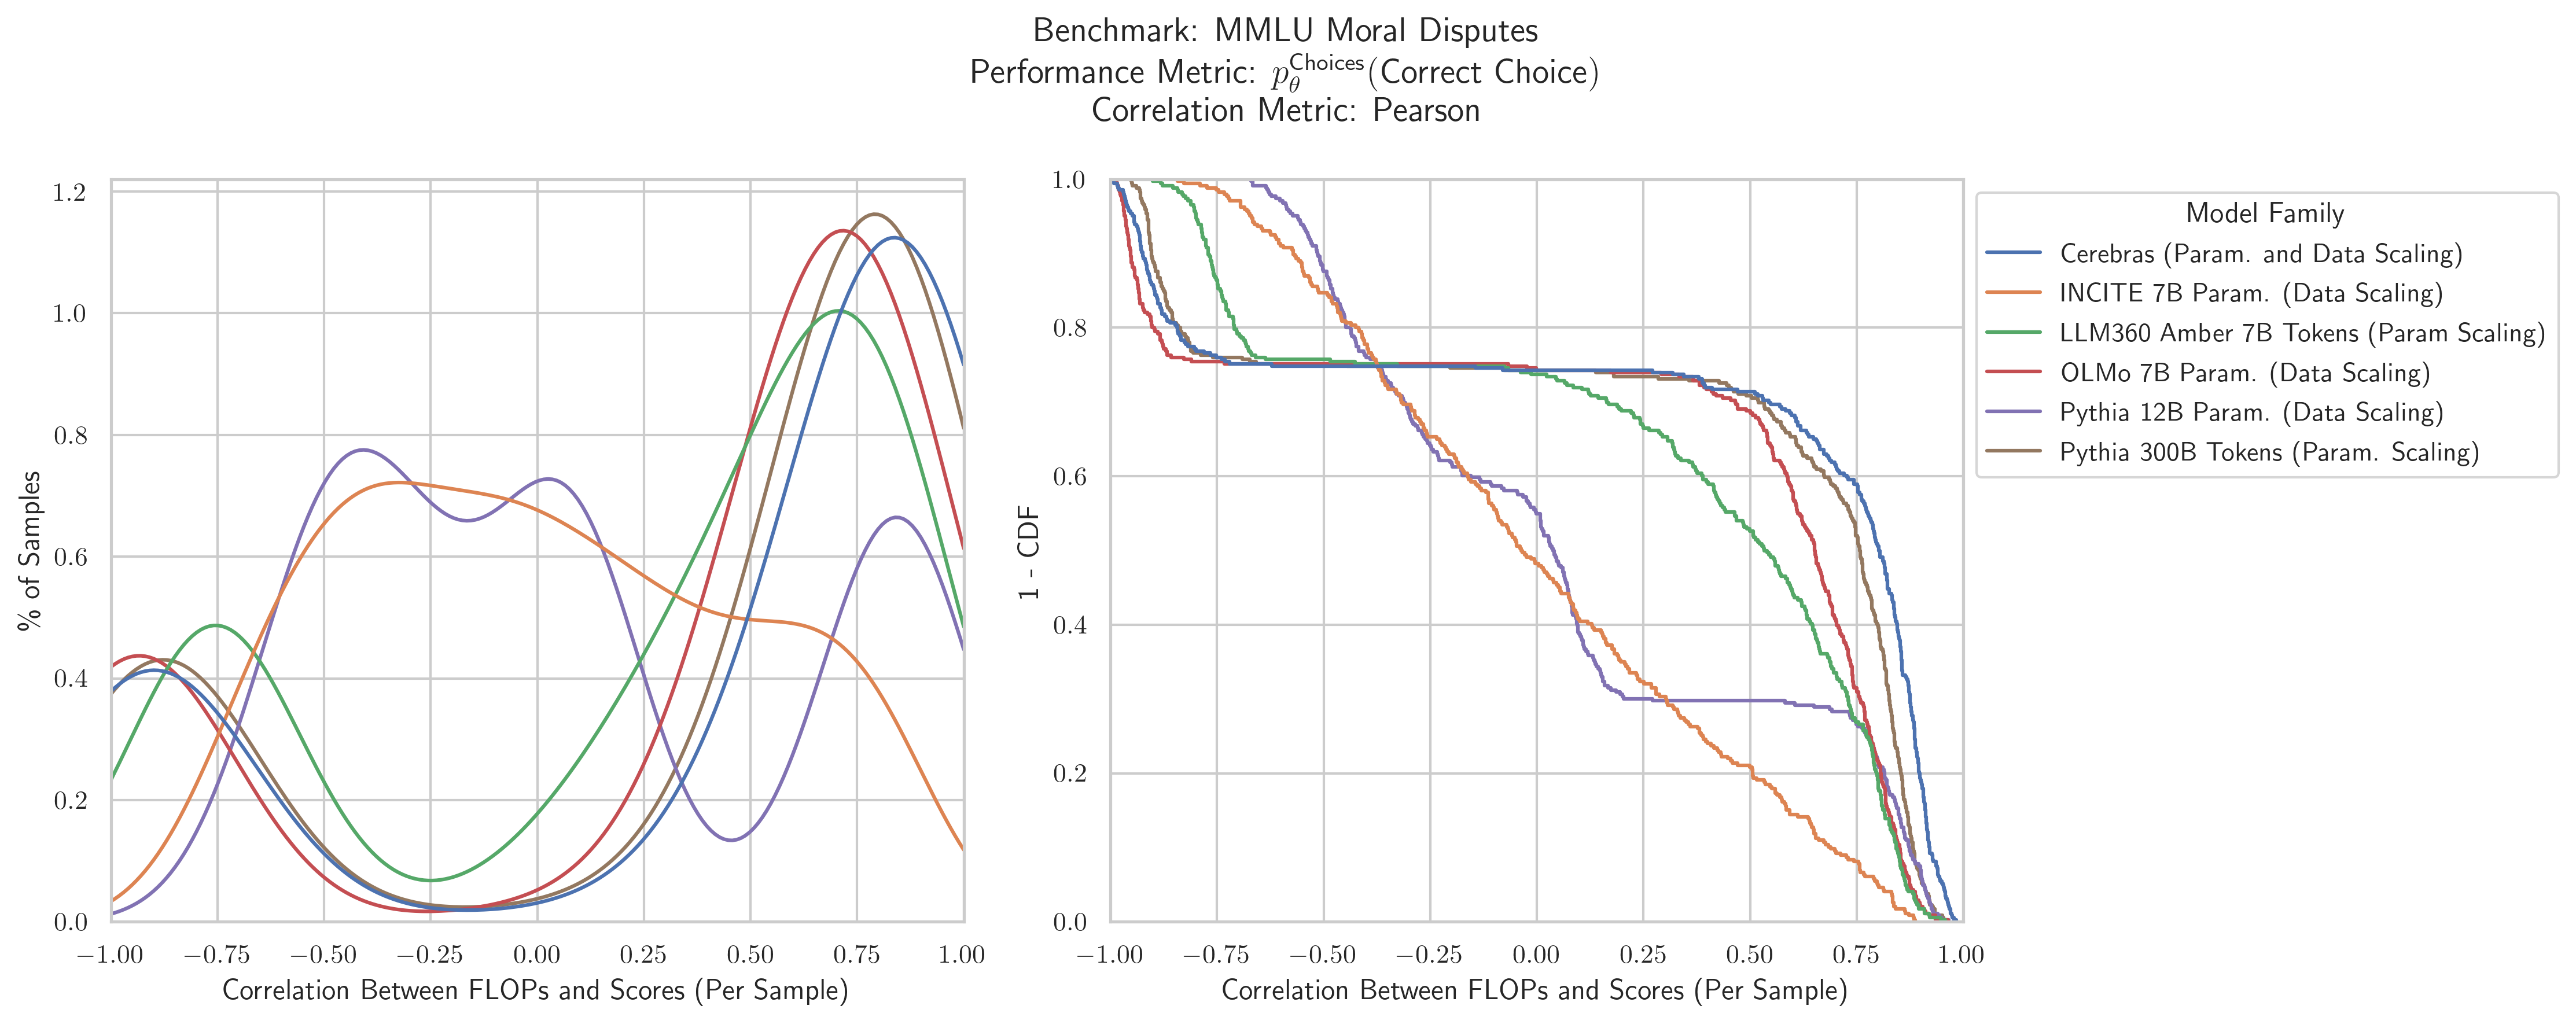 Benchmark: MMLU Moral Disputes
Performance Metric: $p_\theta^{\text{Choices}}$(Correct Choice)
Correlation Metric: Pearson
1.2
1.0
0.8
0.6
0.4
0.2
0.0
% of Samples
−1.00 −0.75 −0.50 −0.25 0.00 0.25 0.50 0.75 1.00
Correlation Between FLOPs and Scores (Per Sample)
1.0
0.8
0.6
0.4
0.2
0.0
1 - CDF
−1.00 −0.75 −0.50 −0.25 0.00 0.25 0.50 0.75 1.00
Correlation Between FLOPs and Scores (Per Sample)
Model Family
Cerebras (Param. and Data Scaling)
INCITE 7B Param. (Data Scaling)
LLM360 Amber 7B Tokens (Param Scaling)
OLMo 7B Param. (Data Scaling)
Pythia 12B Param. (Data Scaling)
Pythia 300B Tokens (Param. Scaling)